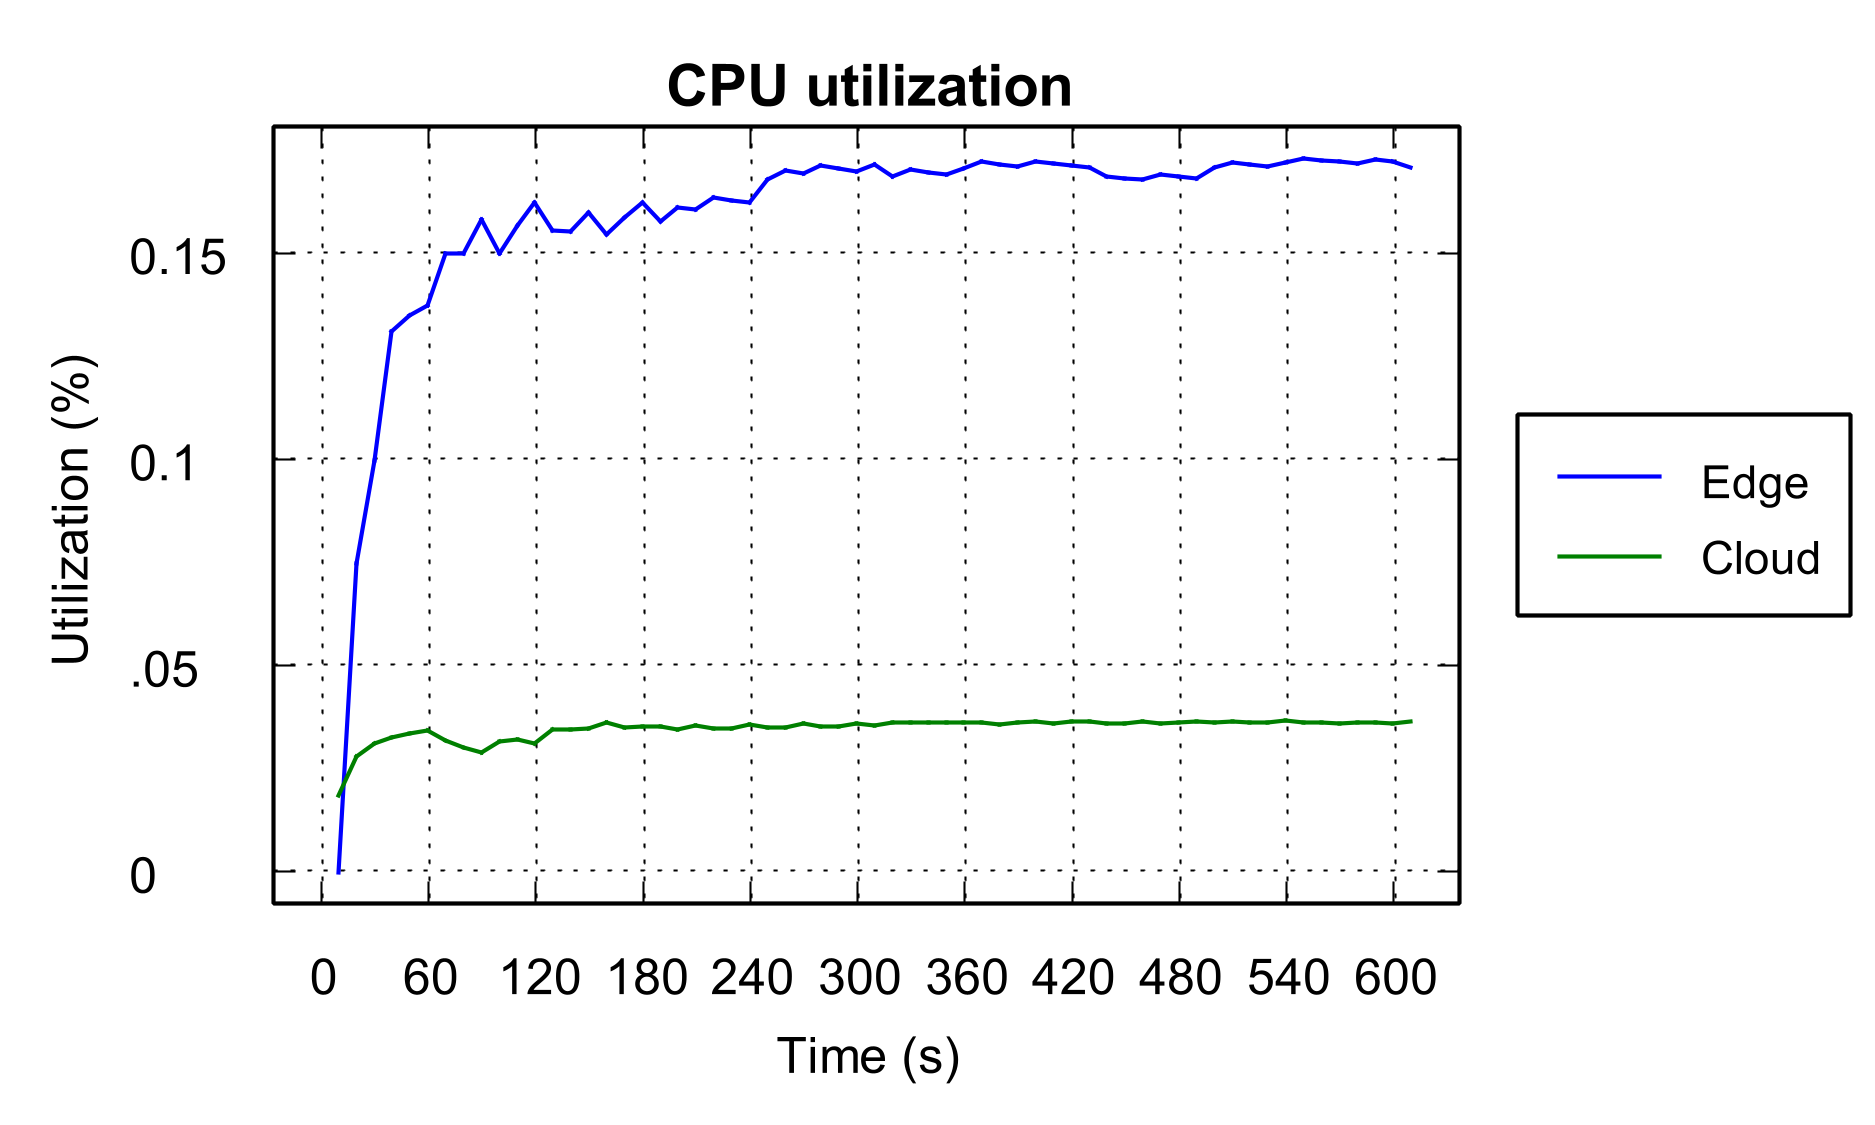 CPU utilization
0.15
0.1
.05
0
Utilization (%)
0 60 120 180 240 300 360 420 480 540 600
Time (s)
Edge
Cloud